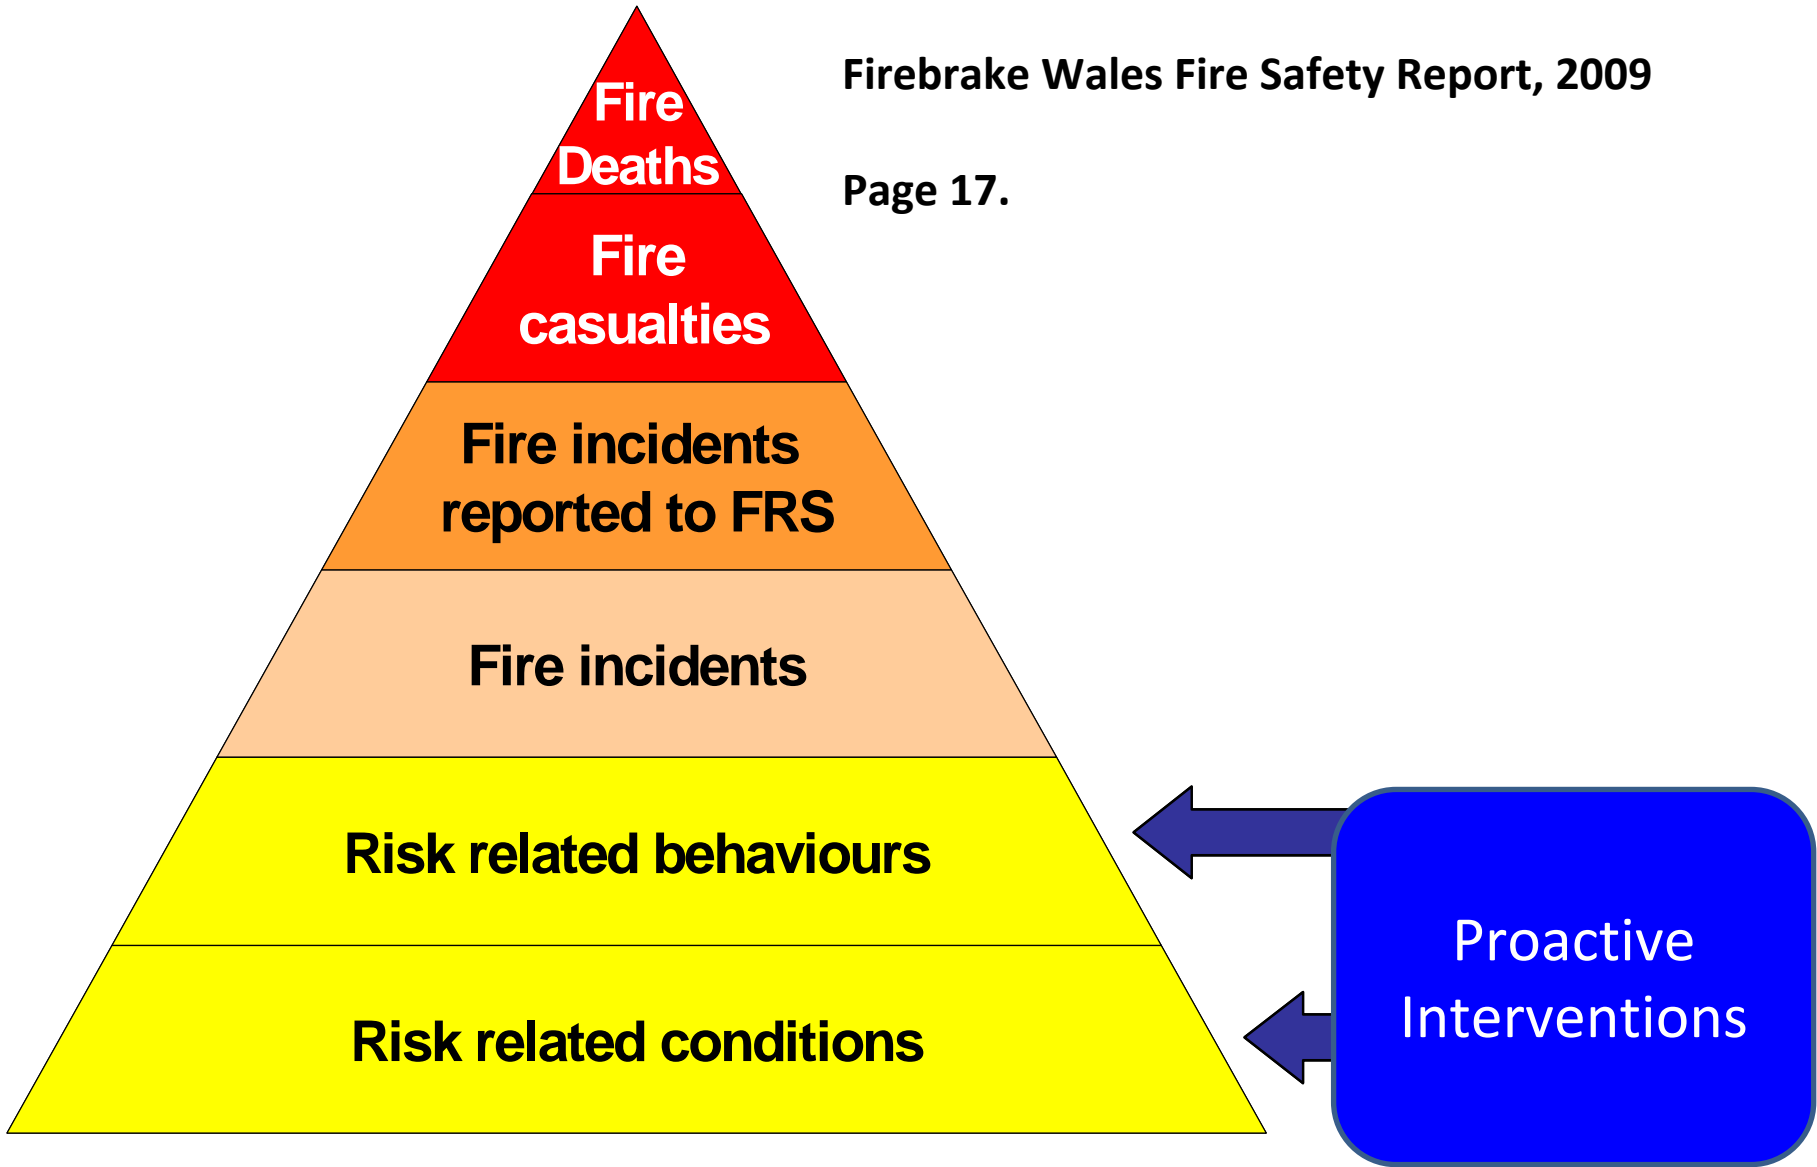 Firebrake Wales Fire Safety Report, 2009
Page 17.
Fire
Deaths
Fire
casualties
Fire incidents
reported to FRS
Fire incidents
Risk related behaviours
Risk related conditions
Proactive
Interventions